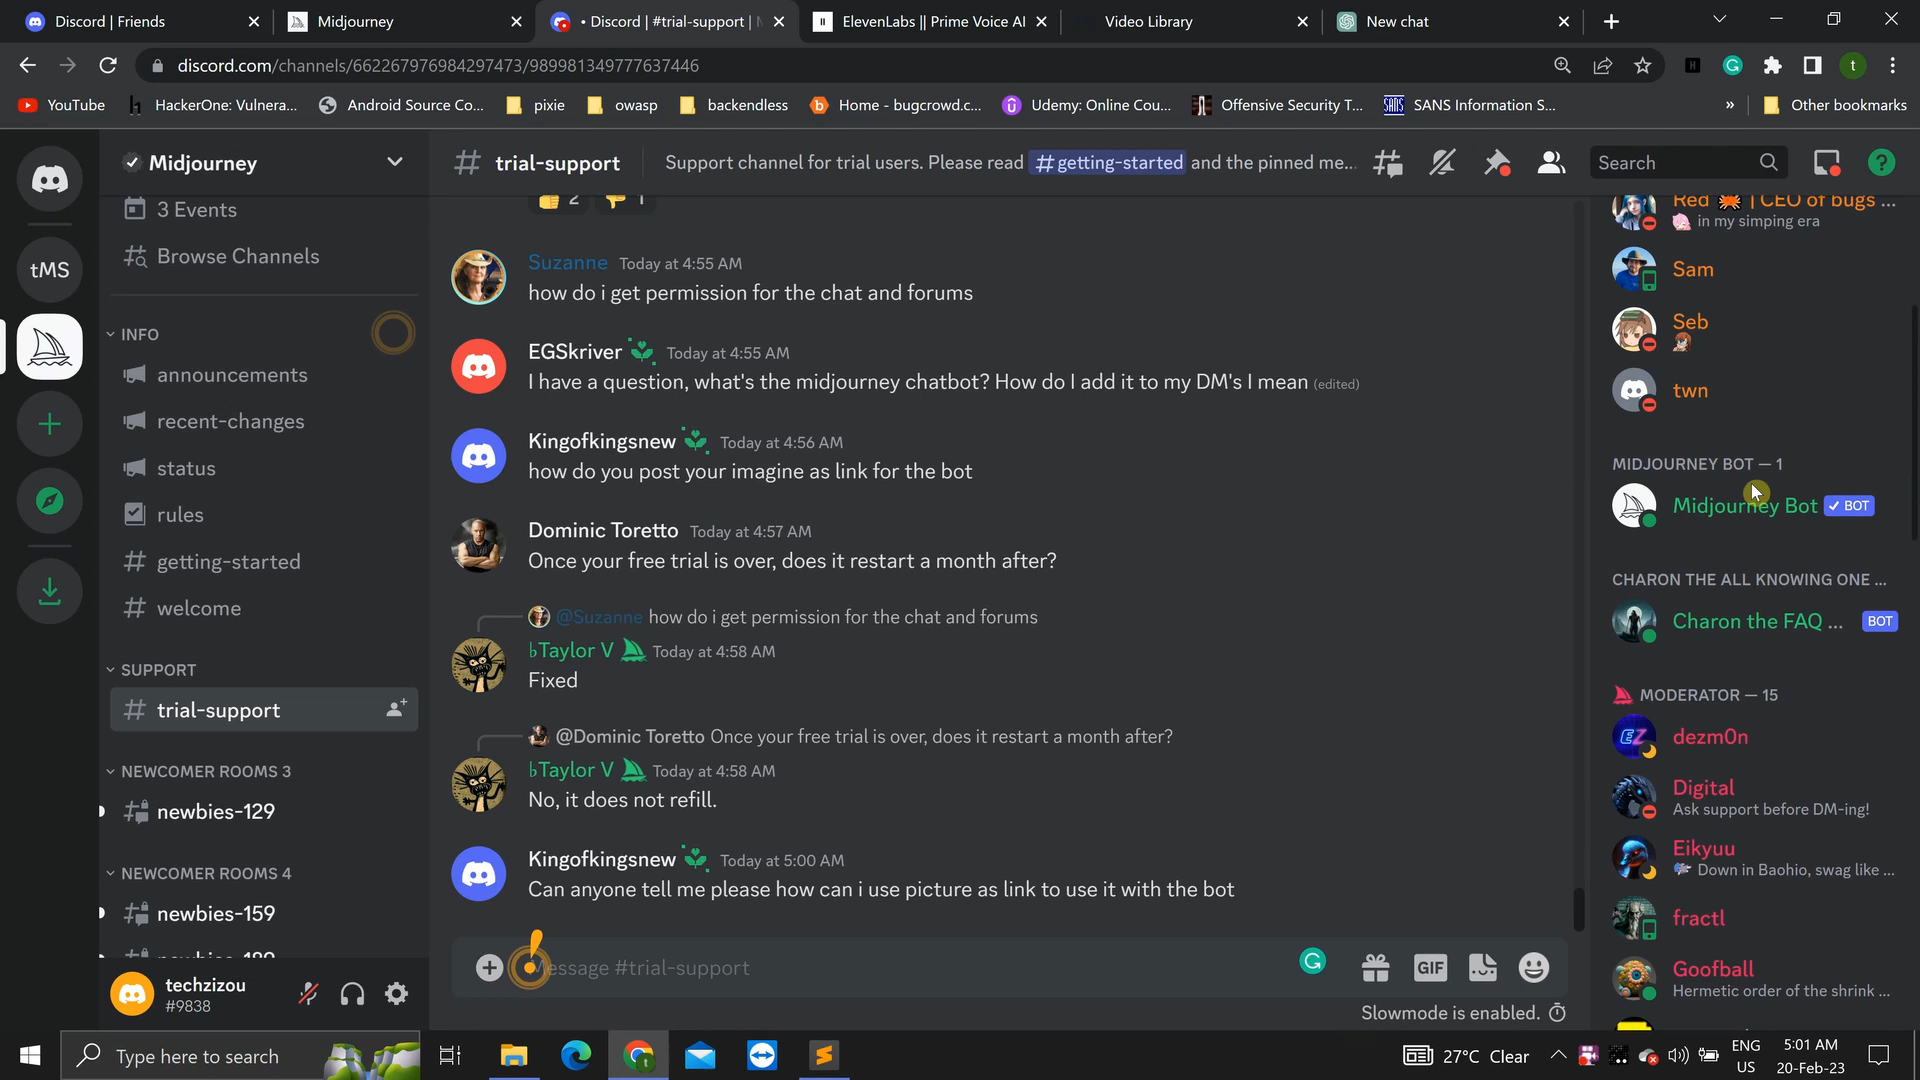 Discord | Friends
Midjourney
• Discord | #trial-support |
ElevenLabs || Prime Voice AI
Video Library
New chat
discord.com/channels/662267976984297473/989981349777637446
t
YouTube
HackerOne: Vulnera...
Android Source Co...
pixie
owasp
backendless
Home - bugcrowd.c...
Udemy: Online Cou...
Offensive Security T...
SANS Information S...
»
Other bookmarks
tMS
Midjourney
3 Events
Browse Channels
INFO
announcements
recent-changes
status
rules
getting-started
welcome
SUPPORT
trial-support
NEWCOMER ROOMS 3
newbies-129
NEWCOMER ROOMS 4
newbies-159
techzizou
#9838
trial-support
Support channel for trial users. Please read # getting-started and the pinned me...
Search
2
1
Suzanne Today at 4:55 AM
how do i get permission for the chat and forums
EGSkriver Today at 4:55 AM
I have a question, what's the midjourney chatbot? How do I add it to my DM's I mean (edited)
Kingofkingsnew Today at 4:56 AM
how do you post your imagine as link for the bot
Dominic Toretto Today at 4:57 AM
Once your free trial is over, does it restart a month after?
@Suzanne how do i get permission for the chat and forums
♭Taylor V Today at 4:58 AM
Fixed
@Dominic Toretto Once your free trial is over, does it restart a month after?
♭Taylor V Today at 4:58 AM
No, it does not refill.
Kingofkingsnew Today at 5:00 AM
Can anyone tell me please how can i use picture as link to use it with the bot
Message #trial-support
GIF
Slowmode is enabled.
Red | CEO of bugs ...
in my simping era
Sam
Seb
twn
MIDJOURNEY BOT — 1
Midjourney Bot ✓ BOT
CHARON THE ALL KNOWING ONE ...
Charon the FAQ ... BOT
MODERATOR — 15
dezm0n
Digital
Ask support before DM-ing!
Eikyuu
Down in Baohio, swag like ...
fractl
Goofball
Hermetic order of the shrink ...
Type here to search
27°C Clear
ENG
US
5:01 AM
20-Feb-23